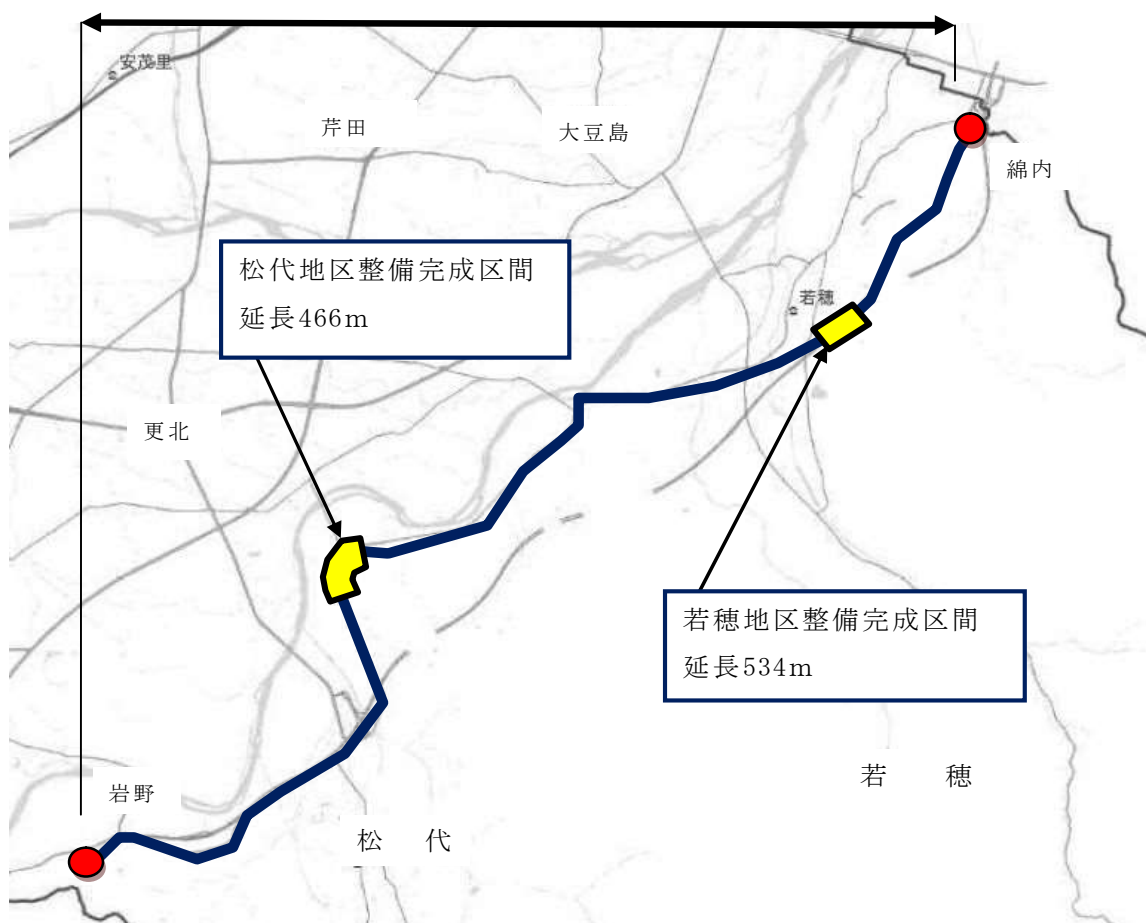 安茂里
芹田
大豆島
綿内
松代地区整備完成区間
延長466m
若穂
更北
若穂地区整備完成区間
延長534m
若　穂
岩野
松　代